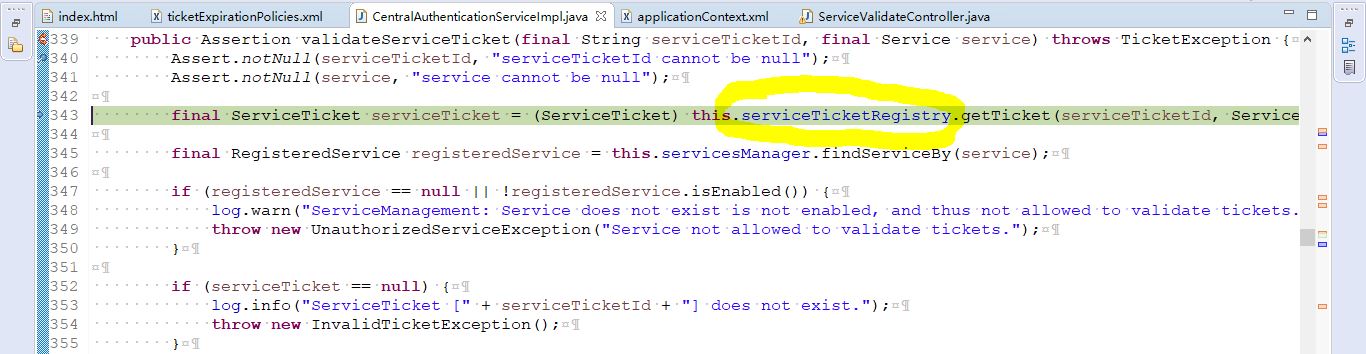 index.html ticketExpirationPolicies.xml CentralAuthenticationServiceImpl.java applicationContext.xml ServiceValidateController.java
339 public Assertion validateServiceTicket(final String serviceTicketId, final Service service) throws TicketException {¤¶
340 Assert.notNull(serviceTicketId, "serviceTicketId cannot be null");¤¶
341 Assert.notNull(service, "service cannot be null");¤¶
342 ¤¶
343 final ServiceTicket serviceTicket = (ServiceTicket) this.serviceTicketRegistry.getTicket(serviceTicketId, Service
344 ¤¶
345 final RegisteredService registeredService = this.servicesManager.findServiceBy(service);¤¶
346 ¤¶
347 if (registeredService == null || !registeredService.isEnabled()) {¤¶
348 log.warn("ServiceManagement: Service does not exist is not enabled, and thus not allowed to validate tickets.
349 throw new UnauthorizedServiceException("Service not allowed to validate tickets.");¤¶
350 }¤¶
351 ¤¶
352 if (serviceTicket == null) {¤¶
353 log.info("ServiceTicket [" + serviceTicketId + "] does not exist.");¤¶
354 throw new InvalidTicketException();¤¶
355 }¤¶